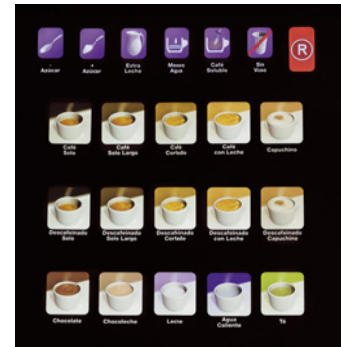 - Azúcar
+ Azúcar
Extra Leche
Menos Agua
Café Soluble
Sin Vaso
R
Café Solo
Café Solo Largo
Café Cortado
Café con Leche
Capuchino
Descafeinado Solo
Descafeinado Solo Largo
Descafeinado Cortado
Descafeinado con Leche
Descafeinado Capuchino
Chocolate
Chocoleche
Leche
Agua Caliente
Té